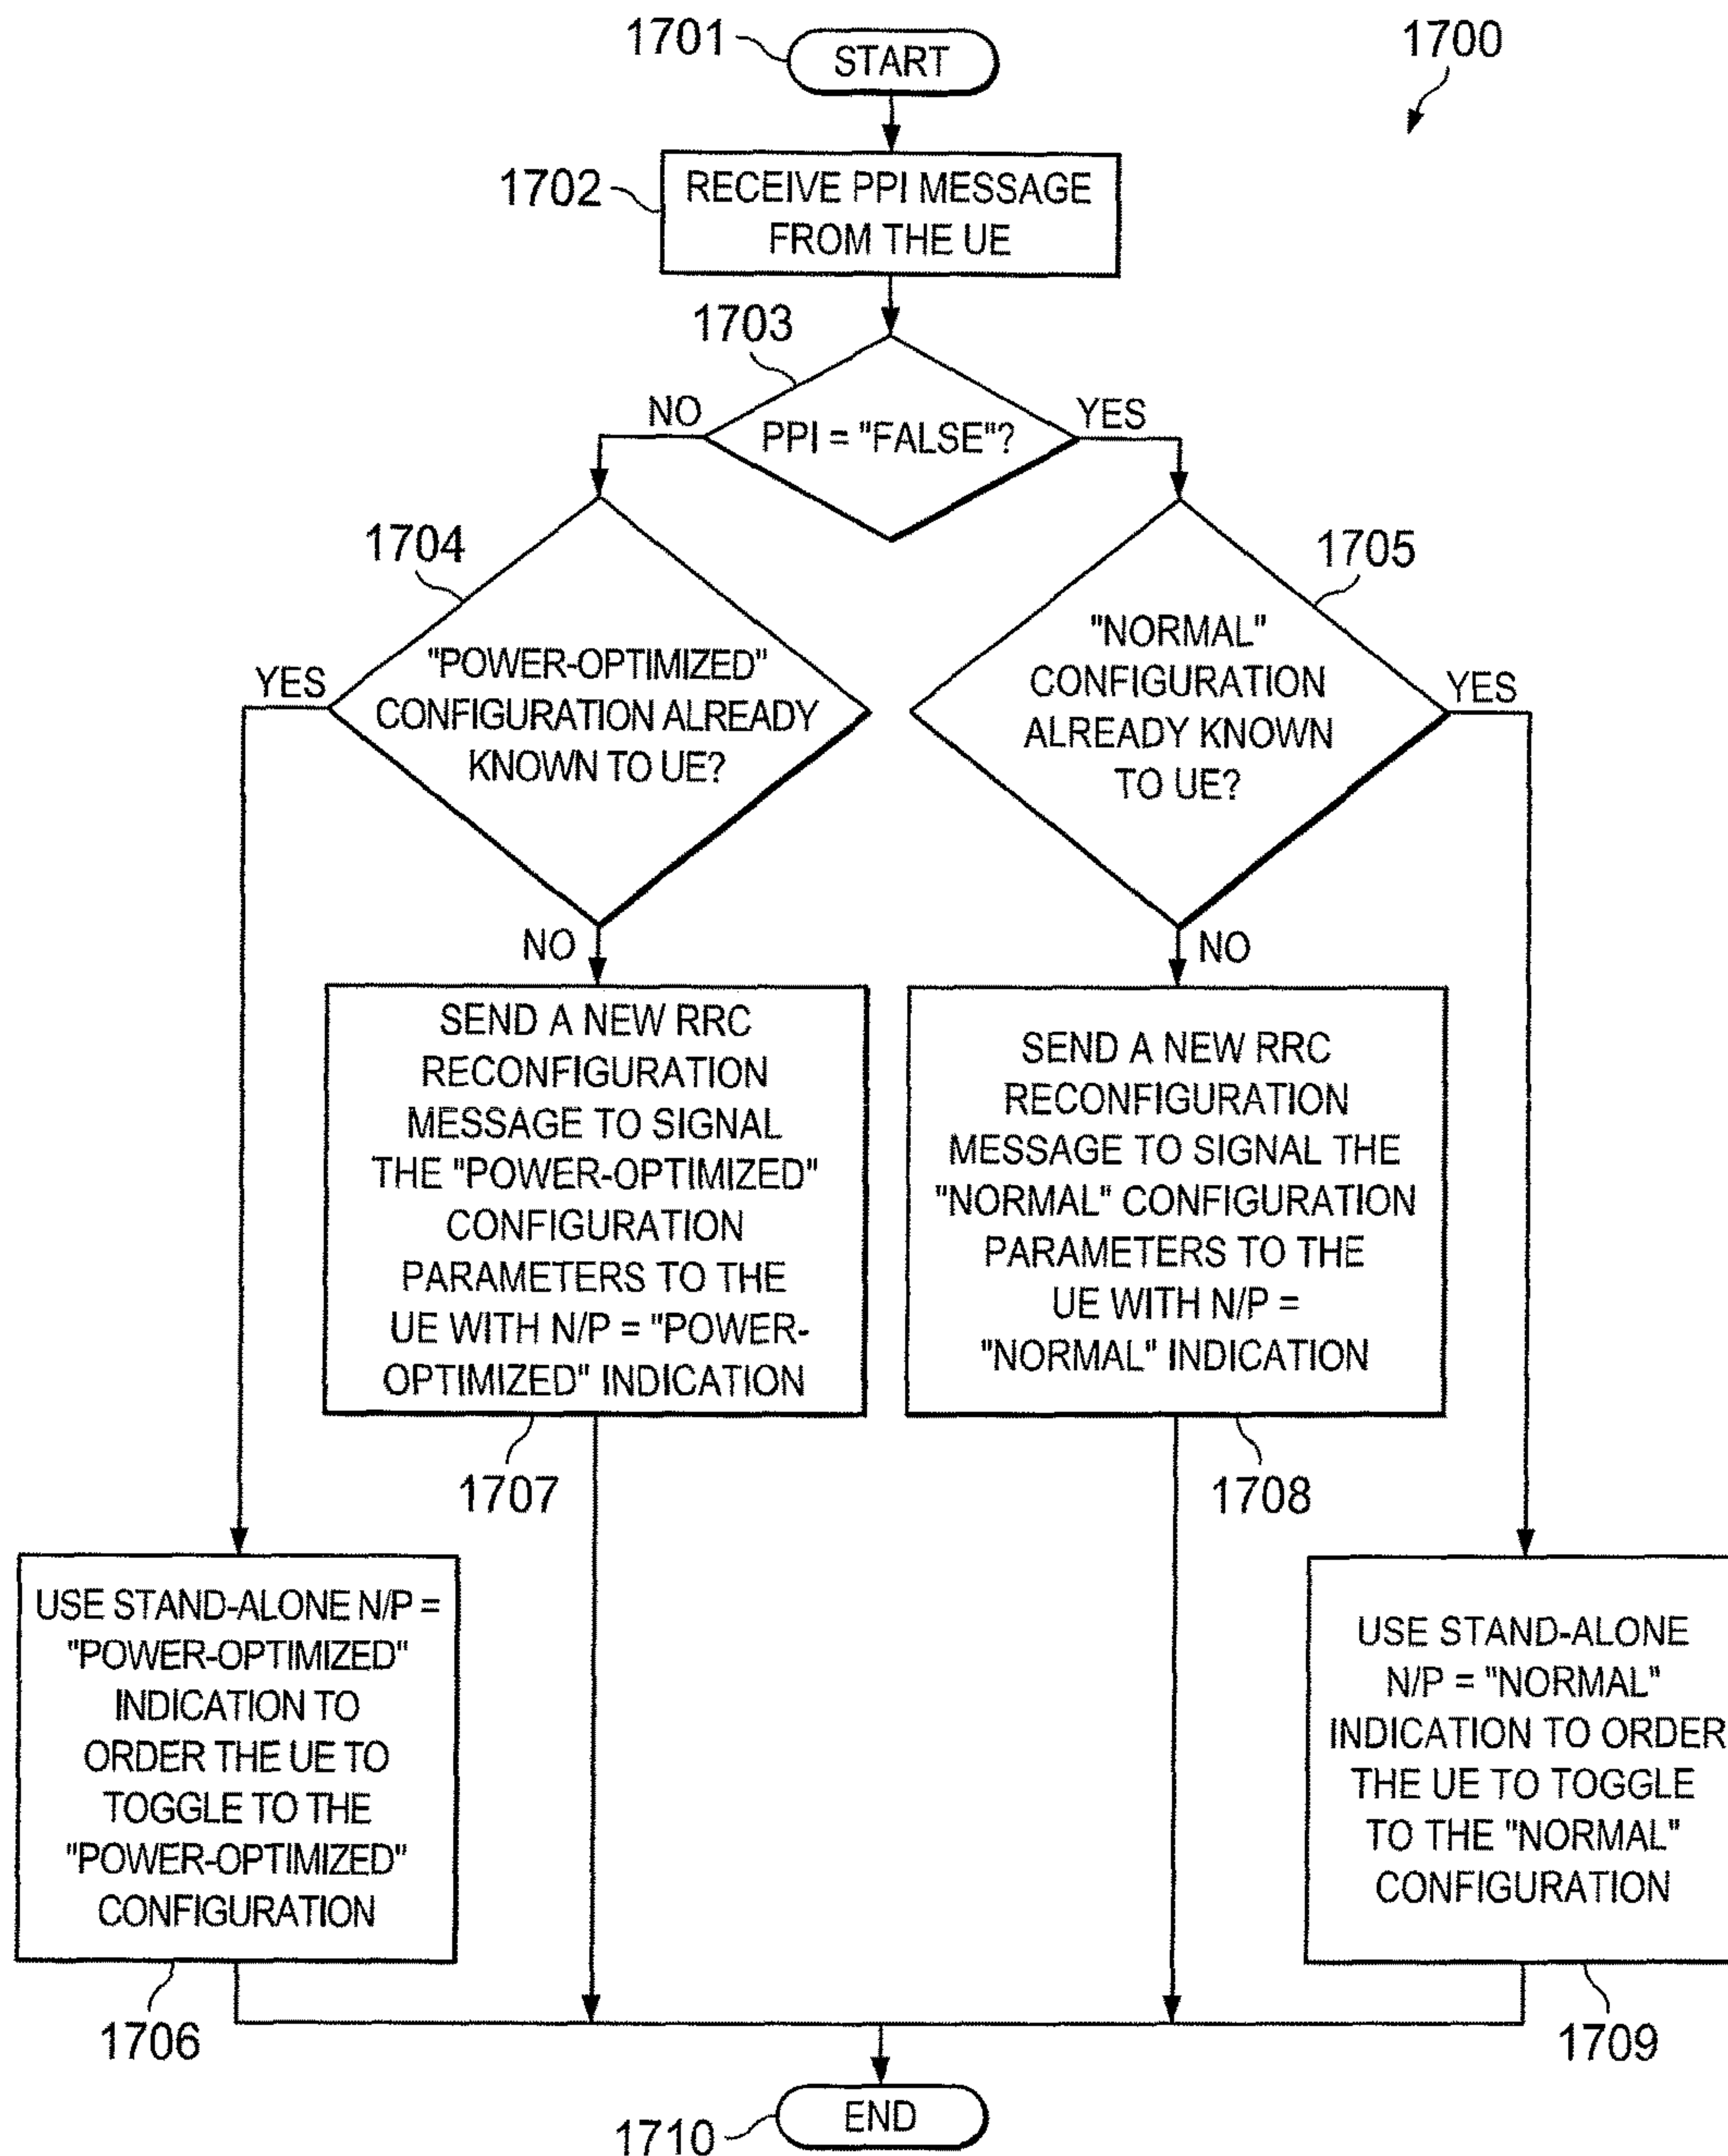 1700
1701
START
1702
RECEIVE PPI MESSAGE
FROM THE UE
1703
PPI = "FALSE"?
NO
YES
1704
"POWER-OPTIMIZED"
CONFIGURATION ALREADY
KNOWN TO UE?
YES
NO
1705
"NORMAL"
CONFIGURATION
ALREADY KNOWN
TO UE?
YES
NO
SEND A NEW RRC
RECONFIGURATION
MESSAGE TO SIGNAL
THE "POWER-OPTIMIZED"
CONFIGURATION
PARAMETERS TO THE
UE WITH N/P = "POWER-
OPTIMIZED" INDICATION
1707
SEND A NEW RRC
RECONFIGURATION
MESSAGE TO SIGNAL THE
"NORMAL" CONFIGURATION
PARAMETERS TO THE
UE WITH N/P =
"NORMAL" INDICATION
1708
USE STAND-ALONE N/P =
"POWER-OPTIMIZED"
INDICATION TO
ORDER THE UE TO
TOGGLE TO THE
"POWER-OPTIMIZED"
CONFIGURATION
1706
USE STAND-ALONE
N/P = "NORMAL"
INDICATION TO ORDER
THE UE TO TOGGLE
TO THE "NORMAL"
CONFIGURATION
1709
1710
END